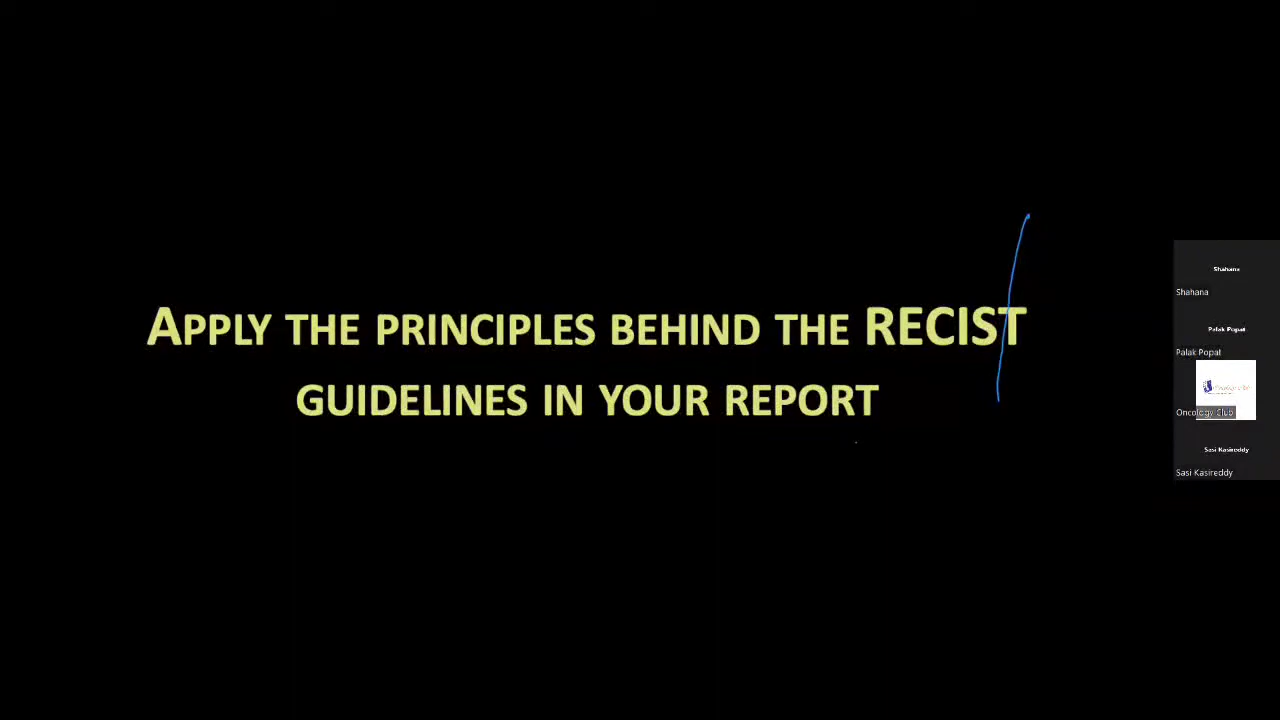 APPLY THE PRINCIPLES BEHIND THE RECIST
GUIDELINES IN YOUR REPORT
Shahana
Shahana
Palak Popat
Palak Popat
Oncology Club
Sasi Kasireddy
Sasi Kasireddy